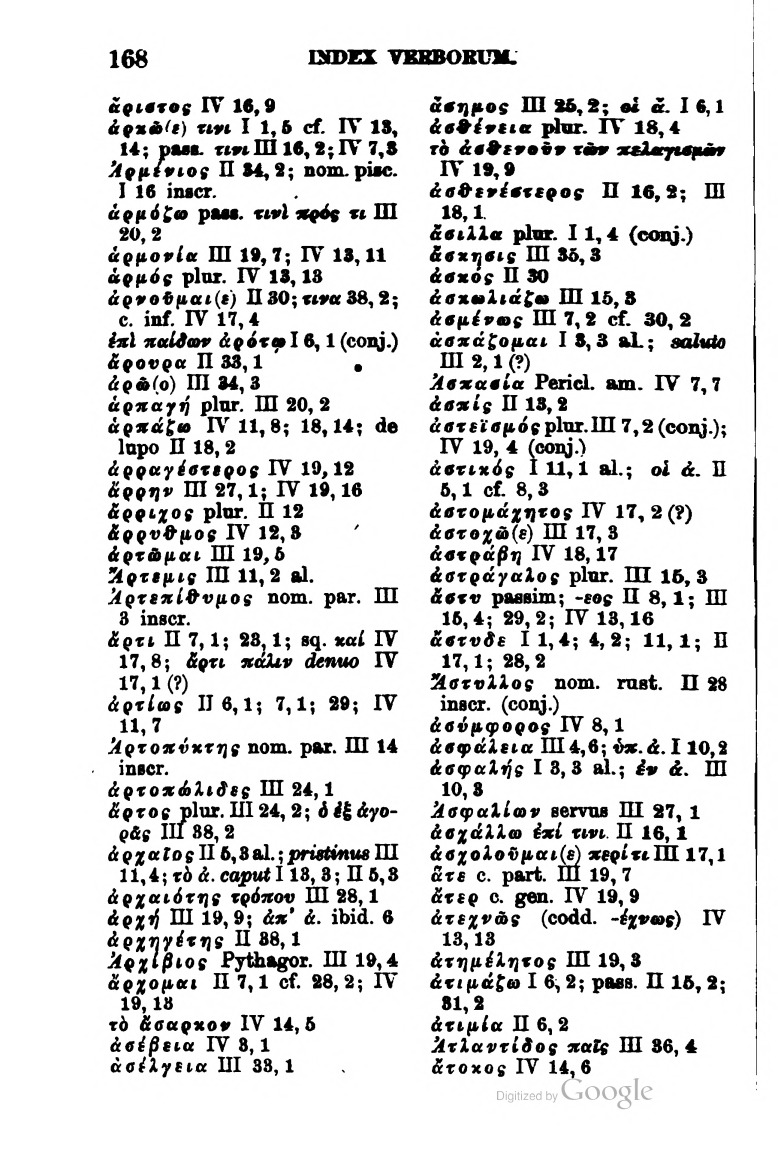 168 INDEX VERBORUM.
ἄριστος IV 16, 9
ἀρκῶ(ε) τινι I 1, 5 cf. IV 13,
14; pass. τινι III 16, 2; IV 7, 3
Ἀρμένιος II 34, 2; nom. pisc.
I 16 inscr.
ἁρμόζω pass. τινὶ πρός τι III
20, 2
ἁρμονία III 19, 7; IV 13, 11
ἁρμός plur. IV 13, 13
ἀρνοῦμαι(ε) II 30; τινα 38, 2;
c. inf. IV 17, 4
ἐπὶ παίδων ἀρότῳ I 6, 1 (conj.)
ἄρουρα II 33, 1
ἀρῶ(ο) III 34, 3
ἁρπαγή plur. III 20, 2
ἁρπάζω IV 11, 8; 18, 14; de
lupo II 18, 2
ἀρραγέστερος IV 19, 12
ἄρρην III 27, 1; IV 19, 16
ἄρριχος plur. II 12
ἄρρυθμος IV 12, 3
ἀρτῶμαι III 19, 5
Ἄρτεμις III 11, 2 al.
Ἀρτεπίθυμος nom. par. III
3 inscr.
ἄρτι II 7, 1; 23, 1; sq. καί IV
17, 8; ἄρτι πάλιν denuo IV
17, 1 (?)
ἀρτίως II 6, 1; 7, 1; 29; IV
11, 7
Ἀρτοπύκτης nom. par. III 14
inscr.
ἀρτοπώλιδες III 24, 1
ἄρτος plur. III 24, 2; ὁ ἐξ ἀγο-
ρᾶς III 38, 2
ἀρχαῖος II 5, 3 al.; pristinus III
11, 4; τὸ ἀ. caput I 13, 3; II 5, 3
ἀρχαιότης τρόπου III 28, 1
ἀρχή III 19, 9; ἀπ' ἀ. ibid. 6
ἀρχηγέτης II 38, 1
Ἀρχίβιος Pythagor. III 19, 4
ἄρχομαι II 7, 1 cf. 28, 2; IV
19, 18
τὸ ἄσαρκον IV 14, 5
ἀσέβεια IV 3, 1
ἀσέλγεια III 33, 1
ἄσημος III 25, 2; οἱ ἄ. I 6, 1
ἀσθένεια plur. IV 18, 4
τὸ ἀσθενοῦν τῶν πελαγισμῶν
IV 19, 9
ἀσθενέστερος II 16, 2; III
18, 1
ἄσιλλα plur. I 1, 4 (conj.)
ἄσκησις III 35, 3
ἀσκός II 30
ἀσκωλιάζω III 15, 3
ἀσμένως III 7, 2 cf. 30, 2
ἀσπάζομαι I 3, 3 al.; saluto
III 2, 1 (?)
Ἀσπασία Pericl. am. IV 7, 7
ἀσπίς II 13, 2
ἀστεϊσμός plur. III 7, 2 (conj.);
IV 19, 4 (conj.)
ἀστικός I 11, 1 al.; οἱ ἀ. II
5, 1 cf. 8, 3
ἀστομάχητος IV 17, 2 (?)
ἀστοχῶ(ε) III 17, 3
ἀστράβη IV 18, 17
ἀστράγαλος plur. III 15, 3
ἄστυ passim; -εος II 8, 1; III
15, 4; 29, 2; IV 13, 16
ἄστυδε I 1, 4; 4, 2; 11, 1; II
17, 1; 28, 2
Ἄστυλλος nom. rust. II 28
inscr. (conj.)
ἀσύμφορος IV 8, 1
ἀσφάλεια III 4, 6; ὑπ. ἀ. I 10, 2
ἀσφαλής I 3, 3 al.; ἐν ἀ. III
10, 3
Ἀσφαλίων servus III 27, 1
ἀσχάλλω ἐπί τινι II 16, 1
ἀσχολοῦμαι(ε) περί τι III 17, 1
ἅτε c. part. III 19, 7
ἄτερ c. gen. IV 19, 9
ἀτεχνῶς (codd. -έχνως) IV
13, 13
ἀτημέλητος III 19, 3
ἀτιμάζω I 6, 2; pass. II 15, 2;
31, 2
ἀτιμία II 6, 2
Ἀτλαντίδος παῖς III 36, 4
ἄτοκος IV 14, 6
Digitized by Google